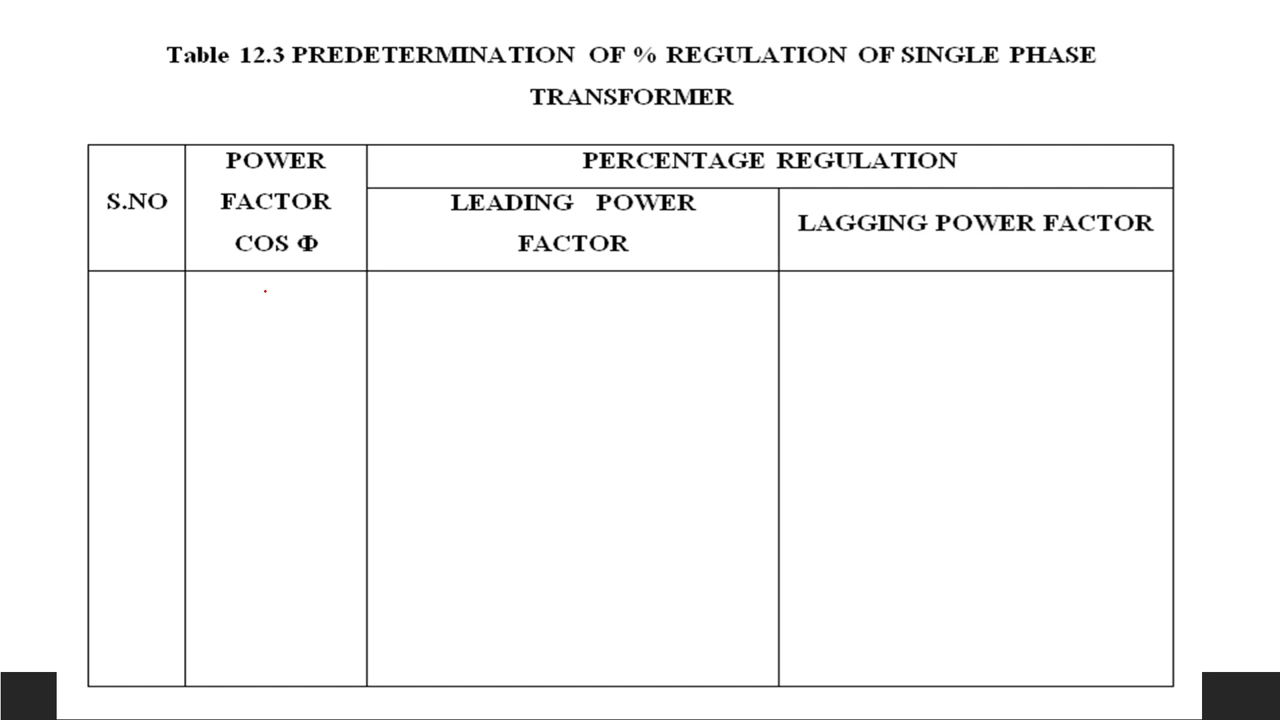 Table 12.3 PREDETERMINATION OF % REGULATION OF SINGLE PHASE
TRANSFORMER
S.NO
POWER
FACTOR
COS Φ
PERCENTAGE REGULATION
LEADING POWER
FACTOR
LAGGING POWER FACTOR